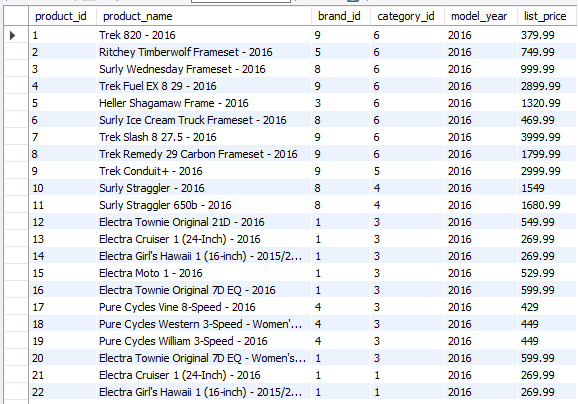 product_id product_name brand_id category_id model_year list_price
1 Trek 820 - 2016 9 6 2016 379.99
2 Ritchey Timberwolf Frameset - 2016 5 6 2016 749.99
3 Surly Wednesday Frameset - 2016 8 6 2016 999.99
4 Trek Fuel EX 8 29 - 2016 9 6 2016 2899.99
5 Heller Shagamaw Frame - 2016 3 6 2016 1320.99
6 Surly Ice Cream Truck Frameset - 2016 8 6 2016 469.99
7 Trek Slash 8 27.5 - 2016 9 6 2016 3999.99
8 Trek Remedy 29 Carbon Frameset - 2016 9 6 2016 1799.99
9 Trek Conduit+ - 2016 9 5 2016 2999.99
10 Surly Straggler - 2016 8 4 2016 1549
11 Surly Straggler 650b - 2016 8 4 2016 1680.99
12 Electra Townie Original 21D - 2016 1 3 2016 549.99
13 Electra Cruiser 1 (24-Inch) - 2016 1 3 2016 269.99
14 Electra Girl's Hawaii 1 (16-inch) - 2015/2... 1 3 2016 269.99
15 Electra Moto 1 - 2016 1 3 2016 529.99
16 Electra Townie Original 7D EQ - 2016 1 3 2016 599.99
17 Pure Cycles Vine 8-Speed - 2016 4 3 2016 429
18 Pure Cycles Western 3-Speed - Women'... 4 3 2016 449
19 Pure Cycles William 3-Speed - 2016 4 3 2016 449
20 Electra Townie Original 7D EQ - Women's... 1 3 2016 599.99
21 Electra Cruiser 1 (24-Inch) - 2016 1 1 2016 269.99
22 Electra Girl's Hawaii 1 (16-inch) - 2015/2... 1 1 2016 269.99